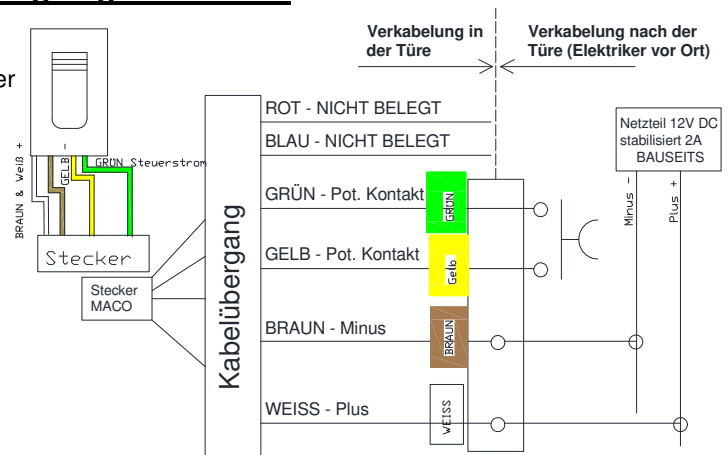 Verkabelung in
der Türe
Verkabelung nach der
Türe (Elektriker vor Ort)
er
BRAUN & Weiß +
GELB -
GRÜN Steuerstrom
Stecker
Stecker
MACO
Kabelübergang
ROT - NICHT BELEGT
BLAU - NICHT BELEGT
GRÜN - Pot. Kontakt
GRÜN
GELB - Pot. Kontakt
Gelb
BRAUN - Minus
BRAUN
WEISS - Plus
WEISS
Netzteil 12V DC
stabilisiert 2A
BAUSEITS
Minus -
Plus +